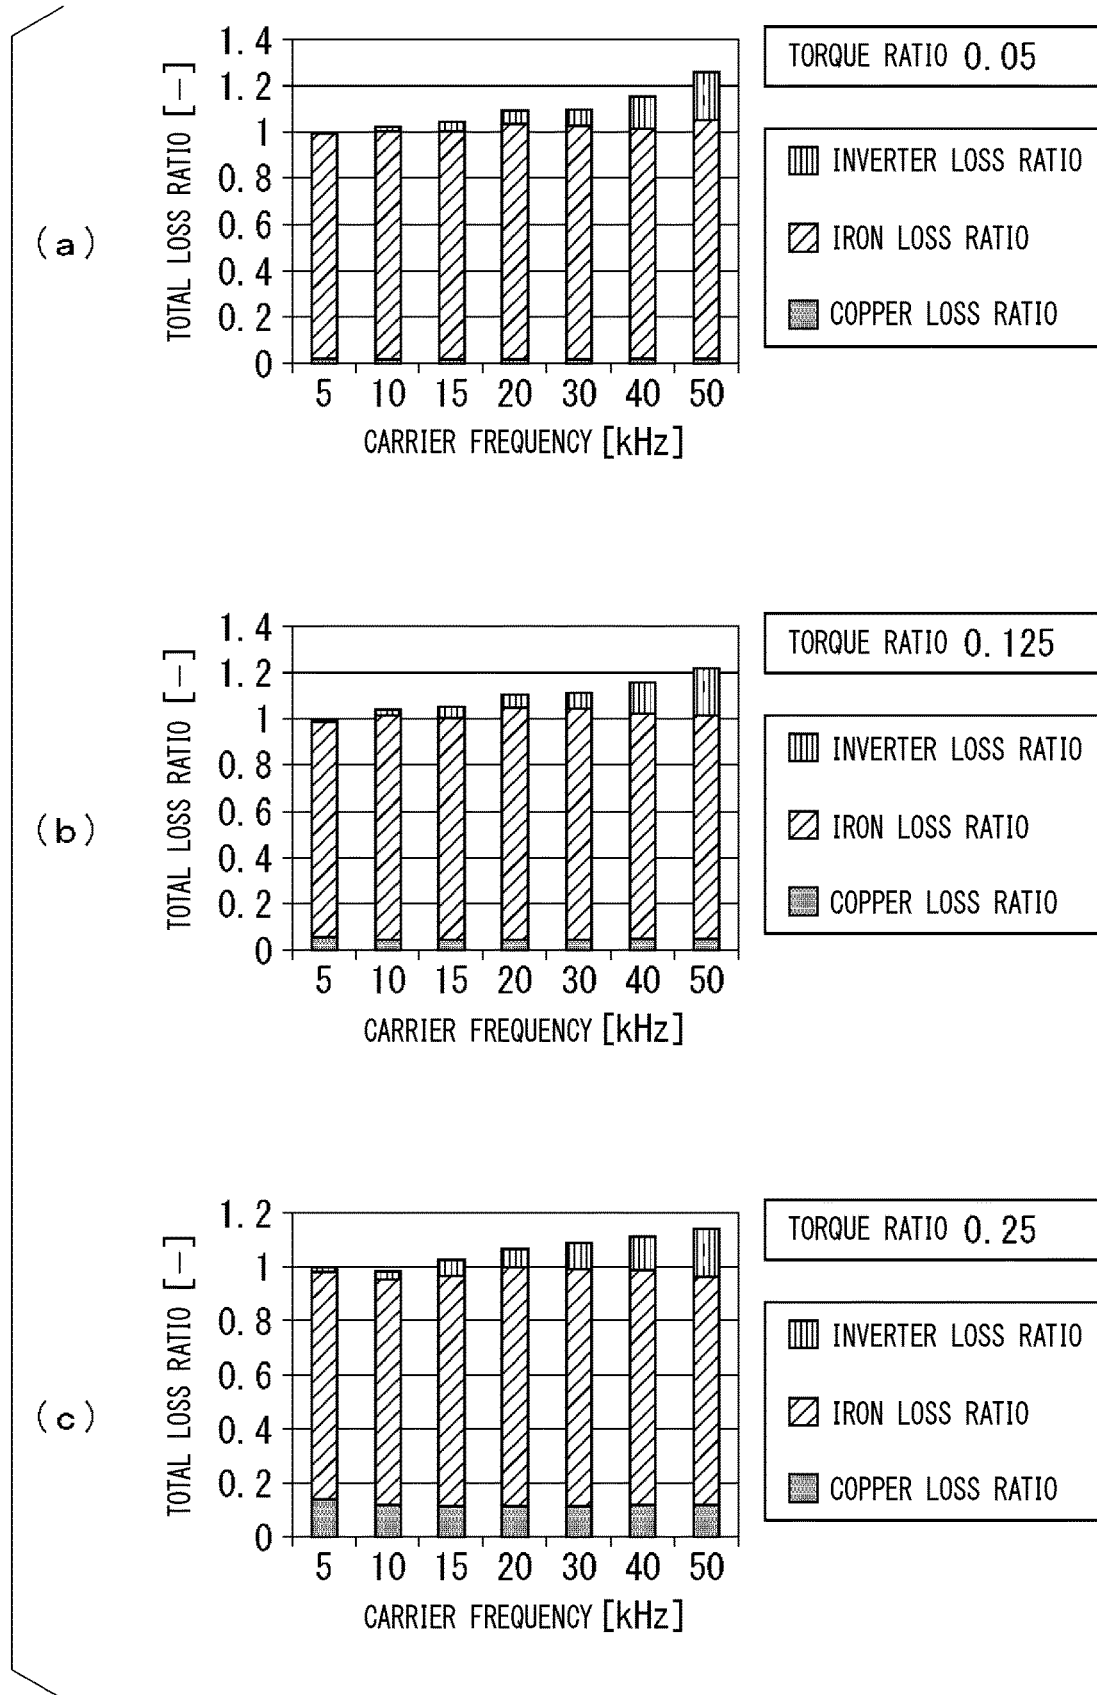 (a)
TOTAL LOSS RATIO [—]
1.4
1.2
1
0.8
0.6
0.4
0.2
0
5 10 15 20 30 40 50
CARRIER FREQUENCY [kHz]
TORQUE RATIO 0.05
INVERTER LOSS RATIO
IRON LOSS RATIO
COPPER LOSS RATIO
(b)
TOTAL LOSS RATIO [—]
1.4
1.2
1
0.8
0.6
0.4
0.2
0
5 10 15 20 30 40 50
CARRIER FREQUENCY [kHz]
TORQUE RATIO 0.125
INVERTER LOSS RATIO
IRON LOSS RATIO
COPPER LOSS RATIO
(c)
TOTAL LOSS RATIO [—]
1.2
1
0.8
0.6
0.4
0.2
0
5 10 15 20 30 40 50
CARRIER FREQUENCY [kHz]
TORQUE RATIO 0.25
INVERTER LOSS RATIO
IRON LOSS RATIO
COPPER LOSS RATIO